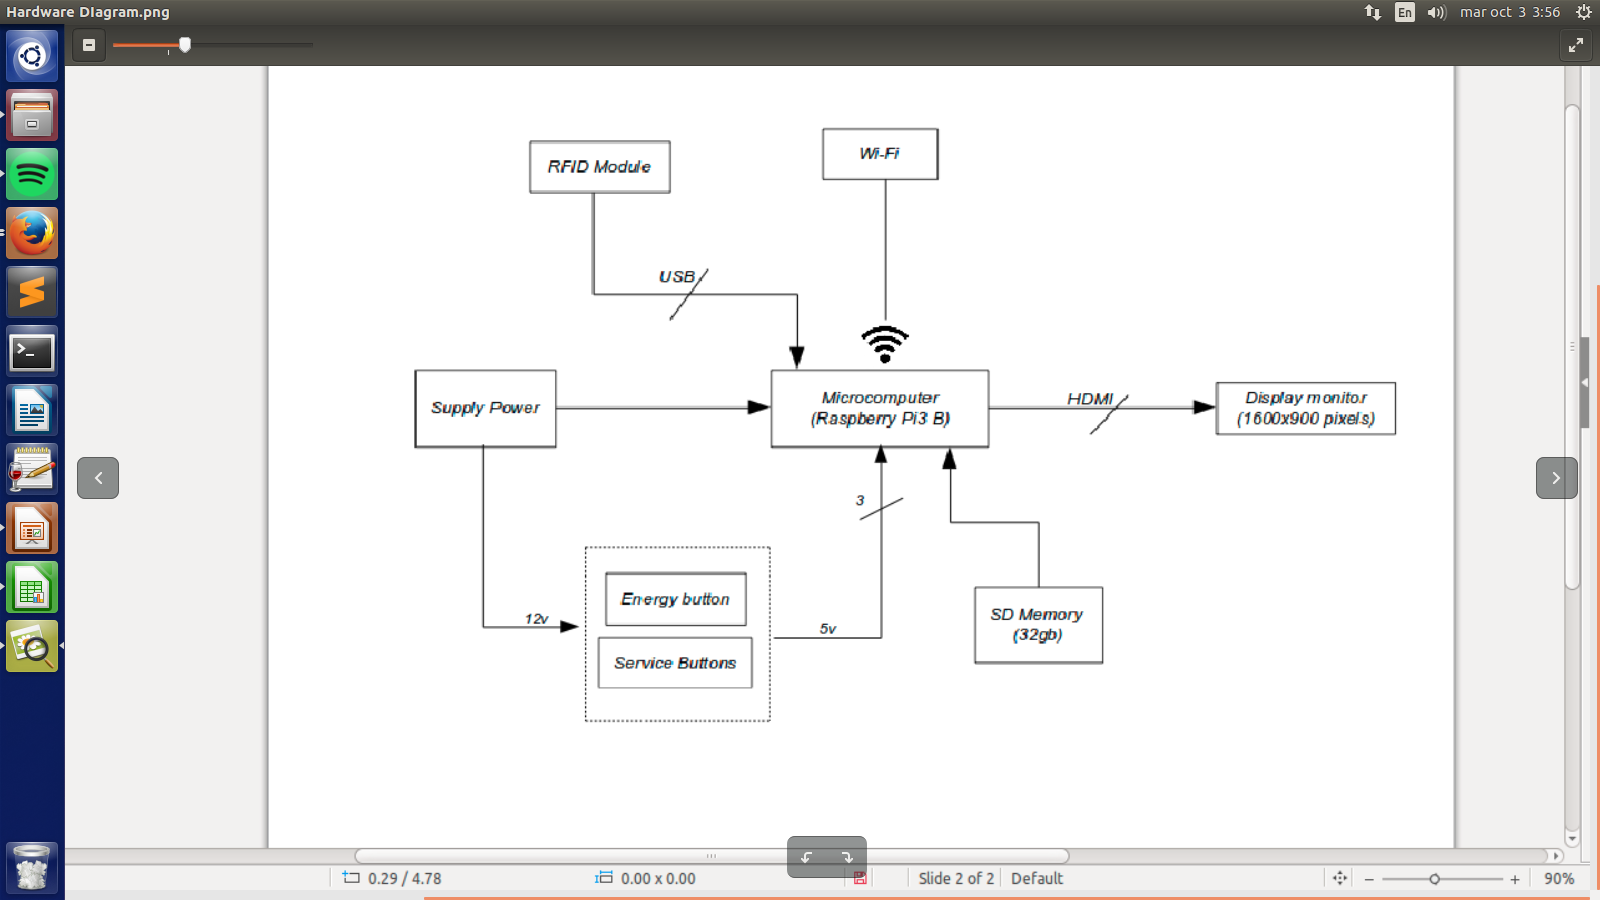 Hardware DIagram.png
En
mar oct 3 3:56
Wi-Fi
RFID Module
USB
Supply Power
Microcomputer
(Raspberry Pi3 B)
HDMI
Display monitor
(1600x900 pixels)
3
Energy button
12v
5v
SD Memory
(32gb)
Service Buttons
0.29 / 4.78
0.00 x 0.00
Slide 2 of 2
Default
90%